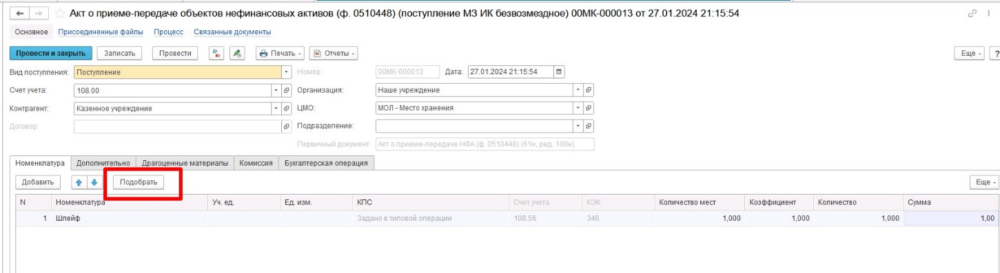 Акт о приеме-передаче объектов нефинансовых активов (ф. 0510448) (поступление МЗ ИК безвозмездное) 00МК-000013 от 27.01.2024 21:15:54
Основное Присоединенные файлы Процесс Связанные документы
Провести и закрыть Записать Провести Дт Кт Печать Отчеты Еще ?
Вид поступления: Поступление Номер: 00МК-000013 Дата: 27.01.2024 21:15:54
Счет учета: 108.00 Организация: Наше учреждение
Контрагент: Казенное учреждение ЦМО: МОЛ - Место хранения
Договор: Подразделение:
Первичный документ: Акт о приеме-передаче НФА (ф. 0510448) (61н, ред. 100н)
Номенклатура Дополнительно Драгоценные материалы Комиссия Бухгалтерская операция
Добавить Подобрать Еще
N Номенклатура Уч. ед. Ед. изм. КПС Счет учета КЭК Количество мест Коэффициент Количество Сумма
1 Шлейф Задано в типовой операции 108.56 346 1,000 1,000 1,000 1,00